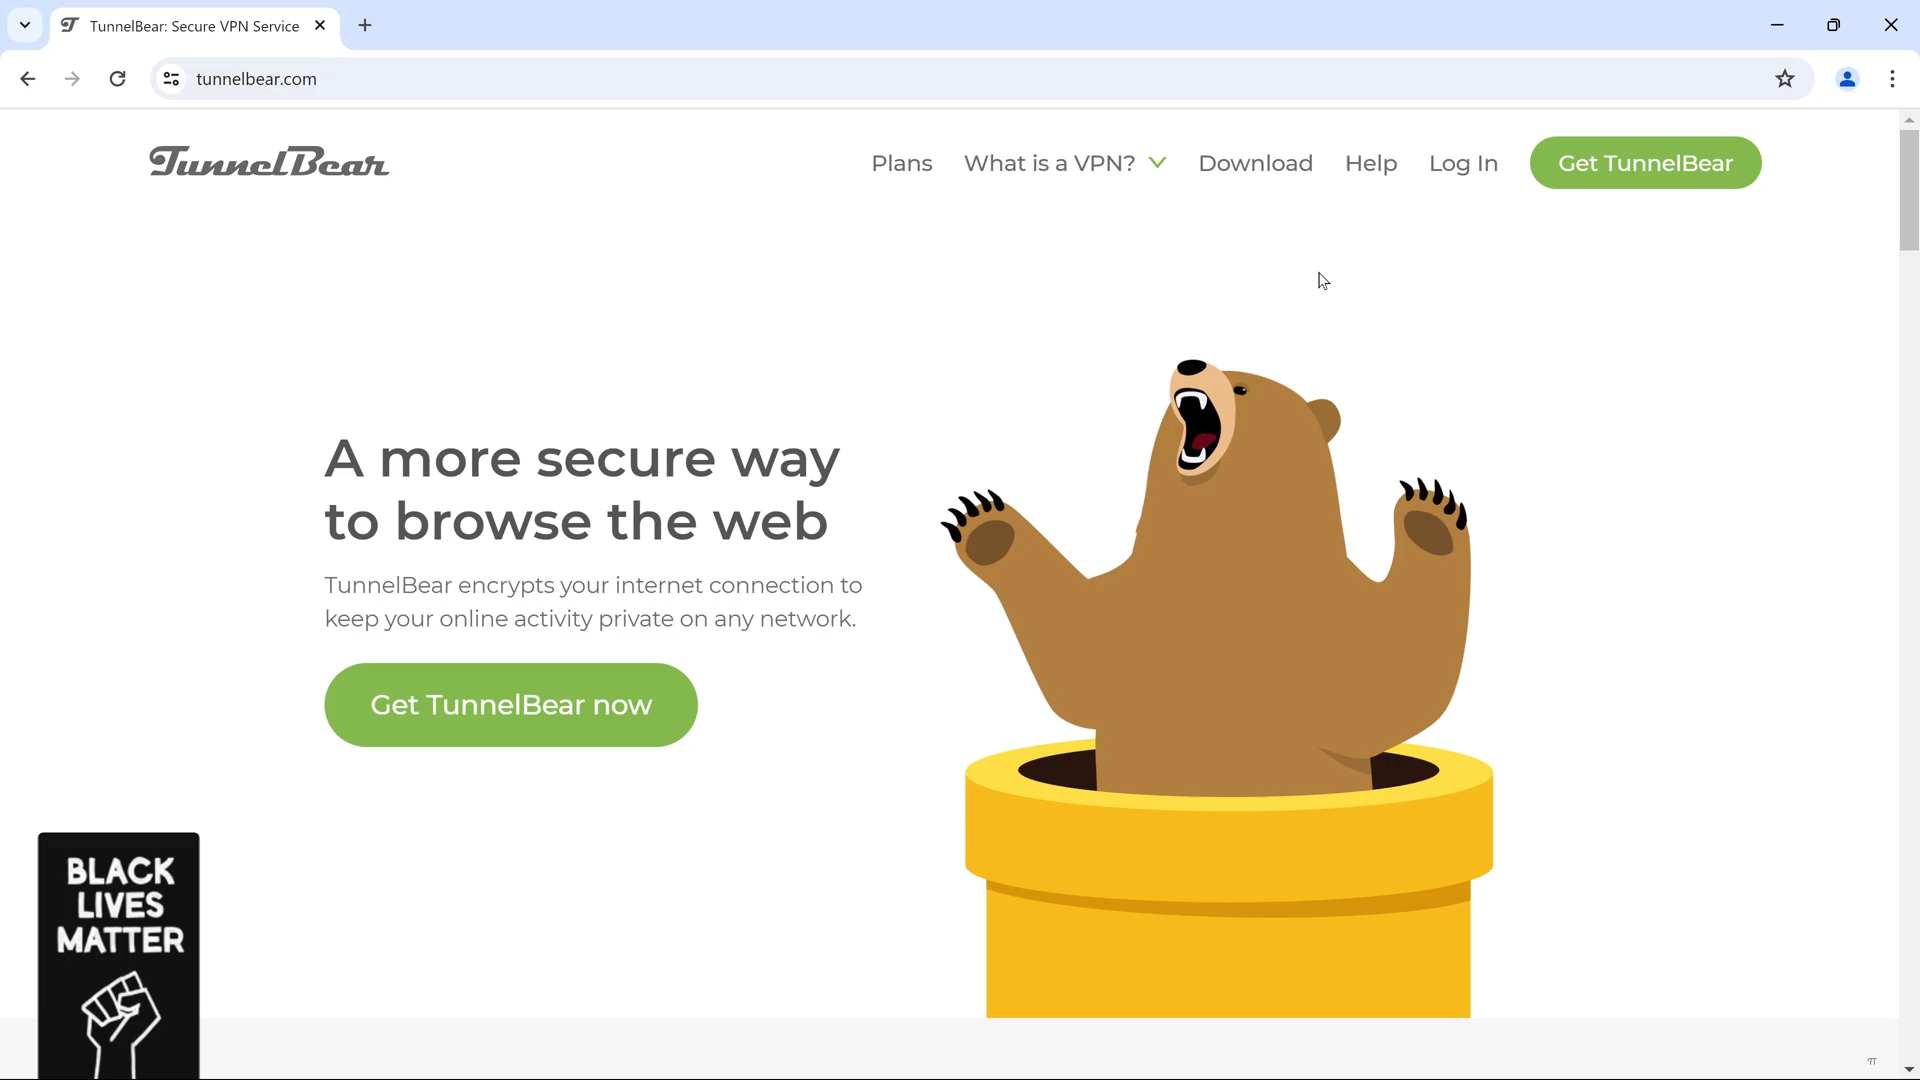 TunnelBear: Secure VPN Service
tunnelbear.com
TunnelBear
Plans
What is a VPN?
Download
Help
Log In
Get TunnelBear
A more secure way
to browse the web
TunnelBear encrypts your internet connection to
keep your online activity private on any network.
Get TunnelBear now
BLACK
LIVES
MATTER
π